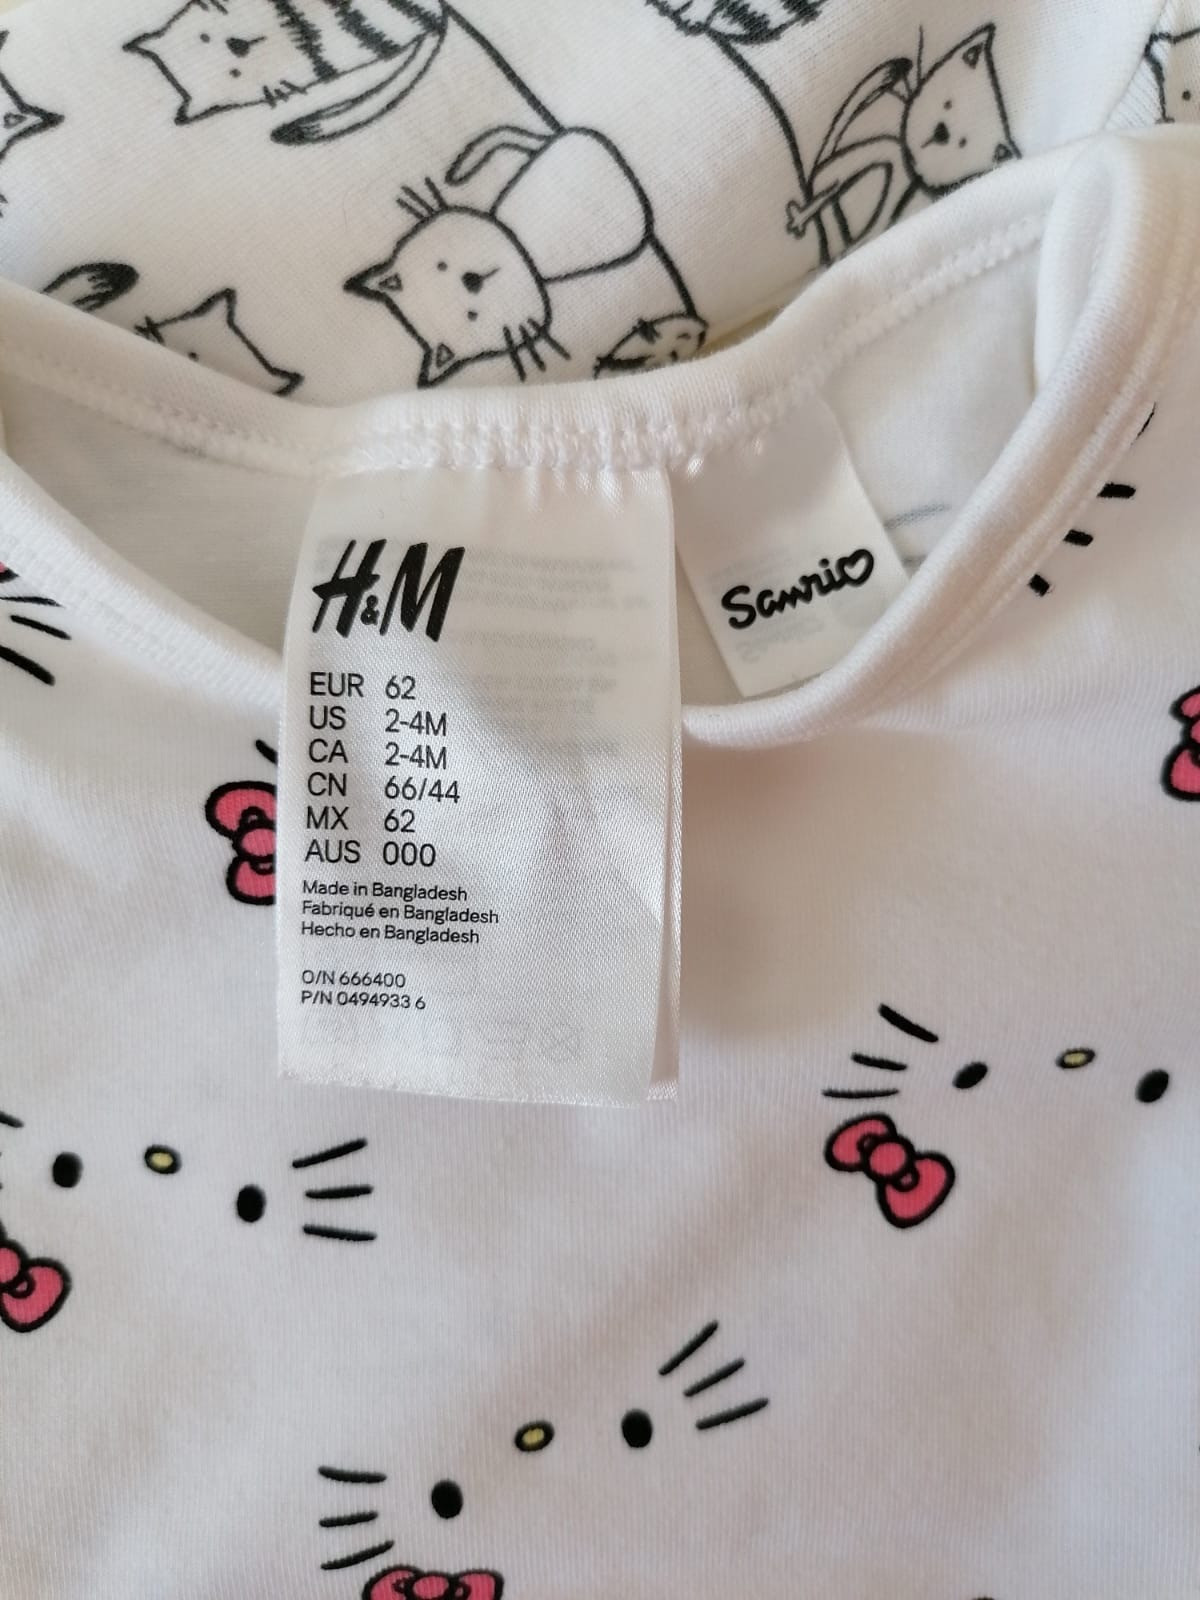 H&M
EUR 62
US 2-4M
CA 2-4M
CN 66/44
MX 62
AUS 000
Made in Bangladesh
Fabriqué en Bangladesh
Hecho en Bangladesh
O/N 666400
P/N 0494933 6
Sanrio